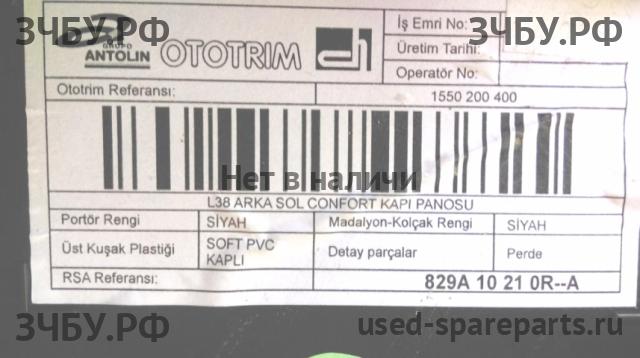 ЗЧБУ.РФ
ЗЧБУ.РФ
GRUPO
ANTOLIN
OTOTRIM
İş Emri No:
Üretim Tarihi:
Operatör No:
Ototrim Referansı:
1550 200 400
Нет в наличи
L38 ARKA SOL CONFORT KAPI PANOSU
Portör Rengi
SİYAH
Madalyon-Kolçak Rengi
SİYAH
Üst Kuşak Plastiği
SOFT PVC
KAPLI
Detay parçalar
Perde
RSA Referansı:
829A 10 21 0R--A
ЗЧБУ.РФ
used-spareparts.ru